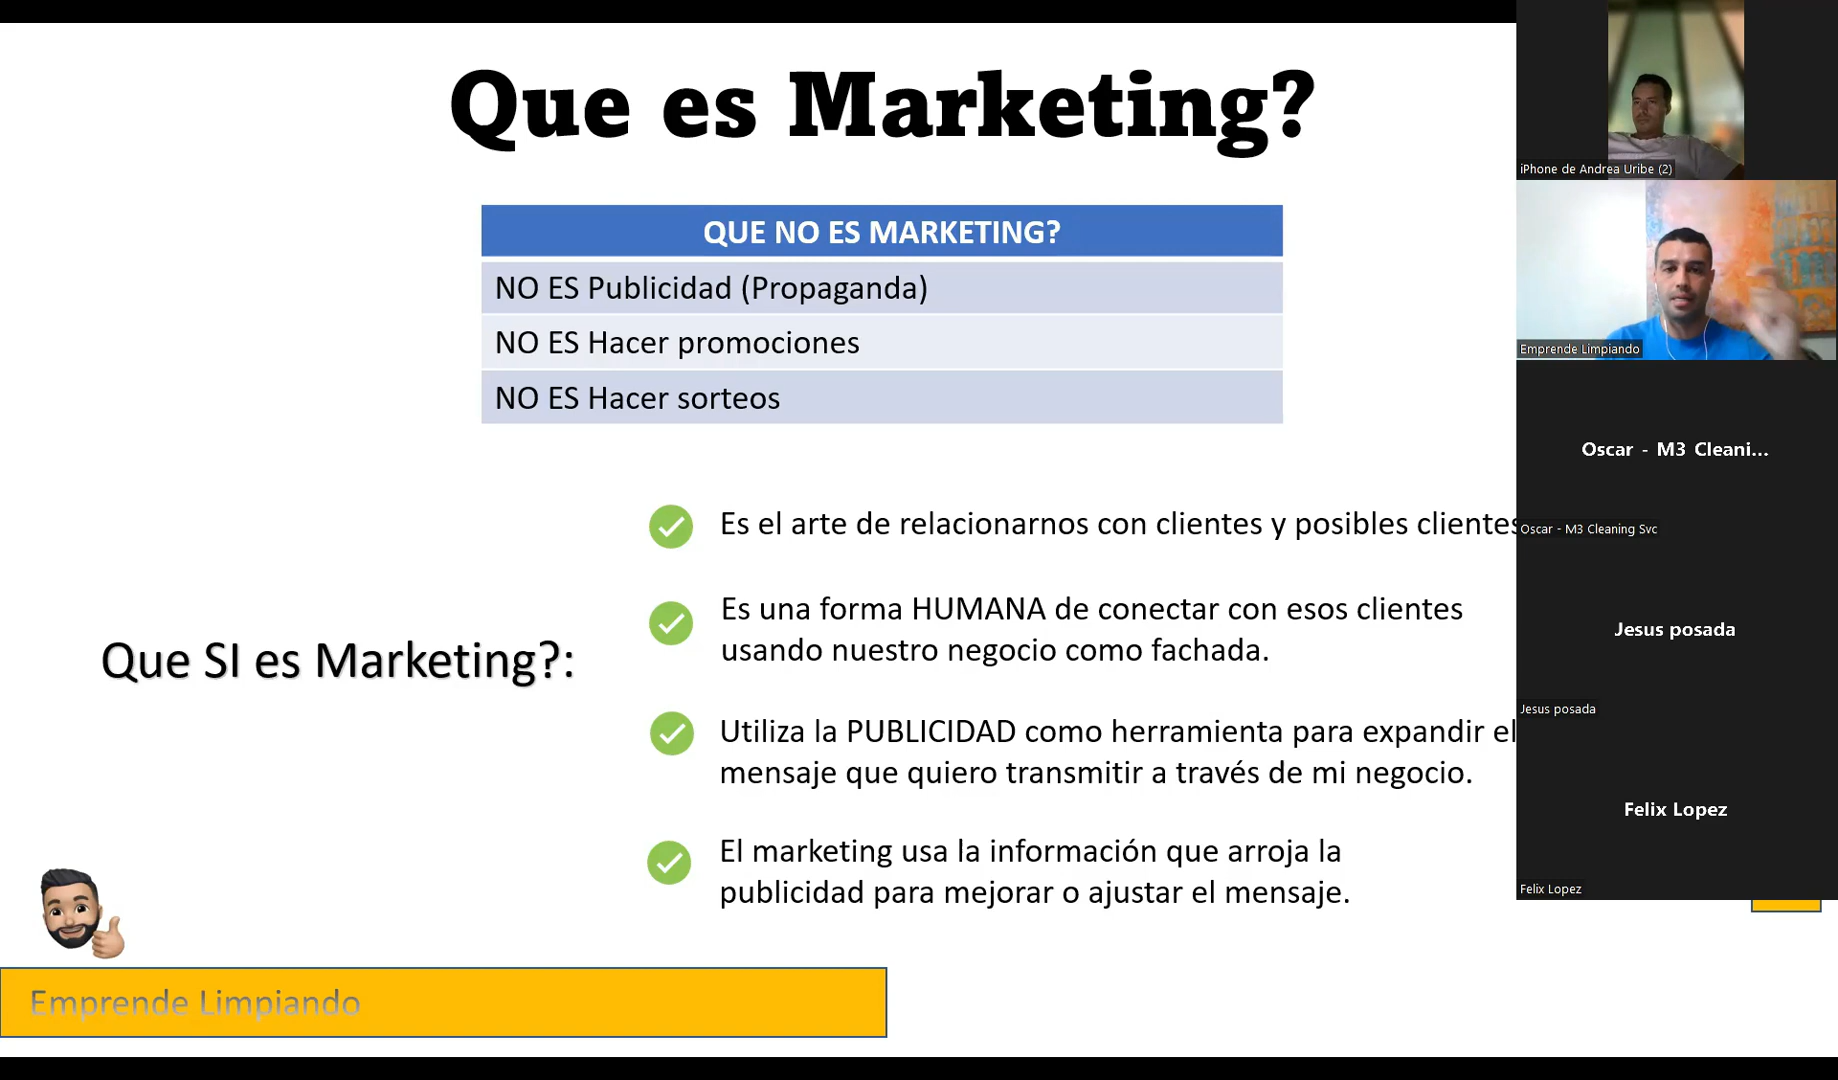 Que es Marketing?
QUE NO ES MARKETING?
NO ES Publicidad (Propaganda)
NO ES Hacer promociones
NO ES Hacer sorteos
Que SI es Marketing?:
Es el arte de relacionarnos con clientes y posibles clientes
Es una forma HUMANA de conectar con esos clientes
usando nuestro negocio como fachada.
Utiliza la PUBLICIDAD como herramienta para expandir el
mensaje que quiero transmitir a través de mi negocio.
El marketing usa la información que arroja la
publicidad para mejorar o ajustar el mensaje.
Emprende Limpiando
iPhone de Andrea Uribe (2)
Emprende Limpiando
Oscar - M3 Cleani...
Oscar - M3 Cleaning Svc
Jesus posada
Jesus posada
Felix Lopez
Felix Lopez